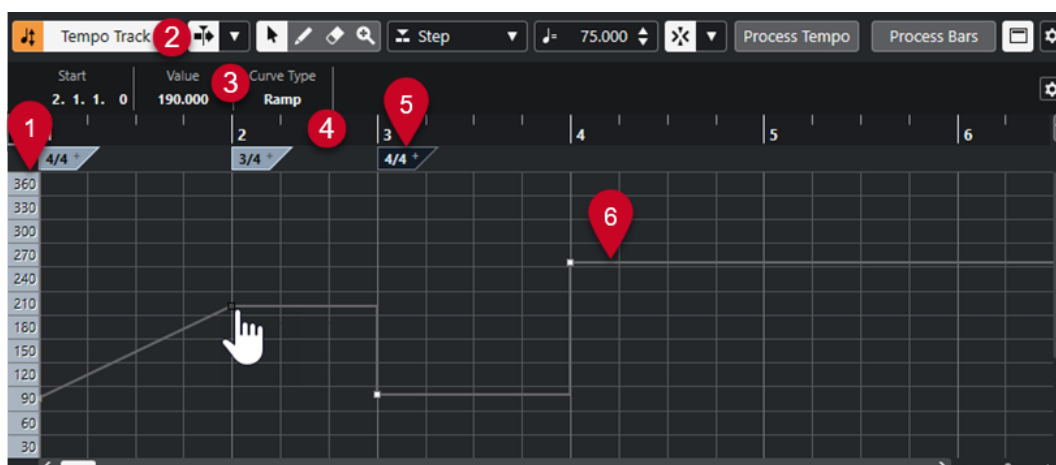 Tempo Track 2 Step 75.000 Process Tempo Process Bars
Start Value 3 Curve Type
2. 1. 1. 0 190.000 Ramp
1 2 4 3 5 4 5 6
4/4 + 3/4 + 4/4 +
360
330
300
270
240
210
180
150
120
90
60
30
6